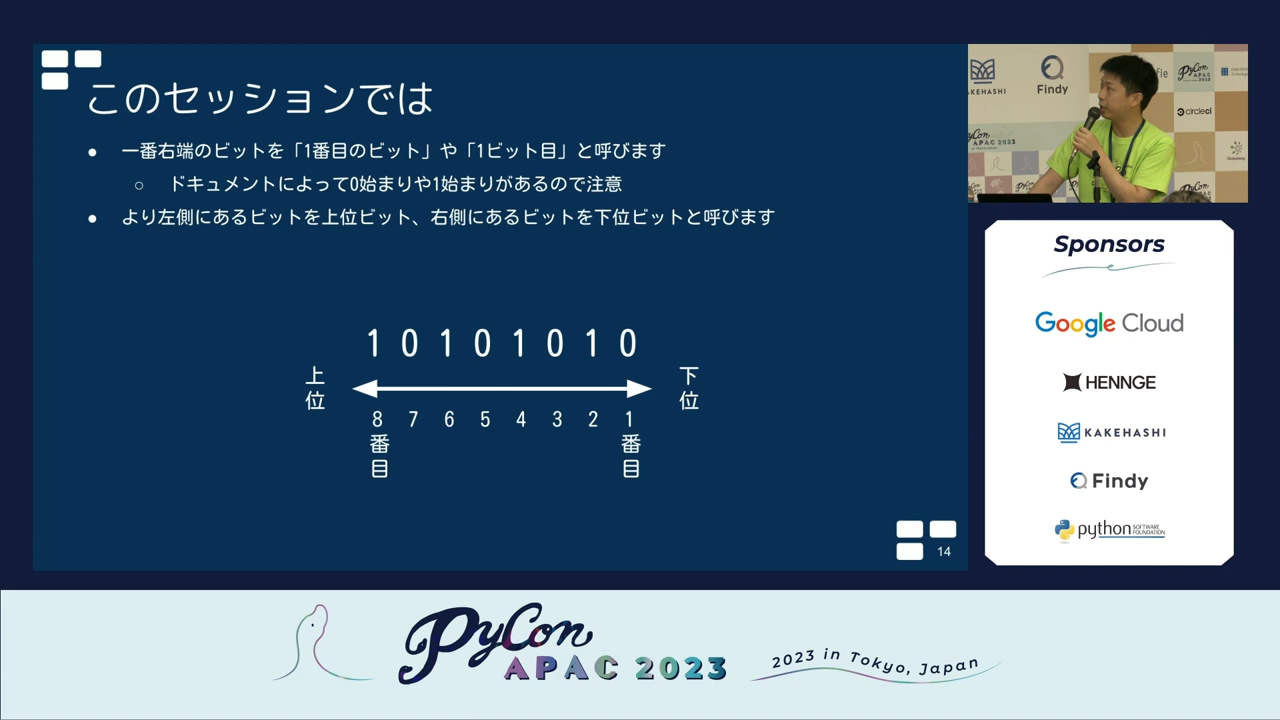 このセッションでは
● 一番右端のビットを「1番目のビット」や「1ビット目」と呼びます
○ ドキュメントによって0始まりや1始まりがあるので注意
● より左側にあるビットを上位ビット、右側にあるビットを下位ビットと呼びます
1 0 1 0 1 0 1 0
上位
下位
8番目 7 6 5 4 3 2 1番目
14
KEHASHI
Findy
fie
PyCon APAC 2023
circleci
APAC 2023
Sponsors
Google Cloud
HENNGE
KAKEHASHI
Findy
python SOFTWARE FOUNDATION
PyCon
APAC 2023
2023 in Tokyo, Japan